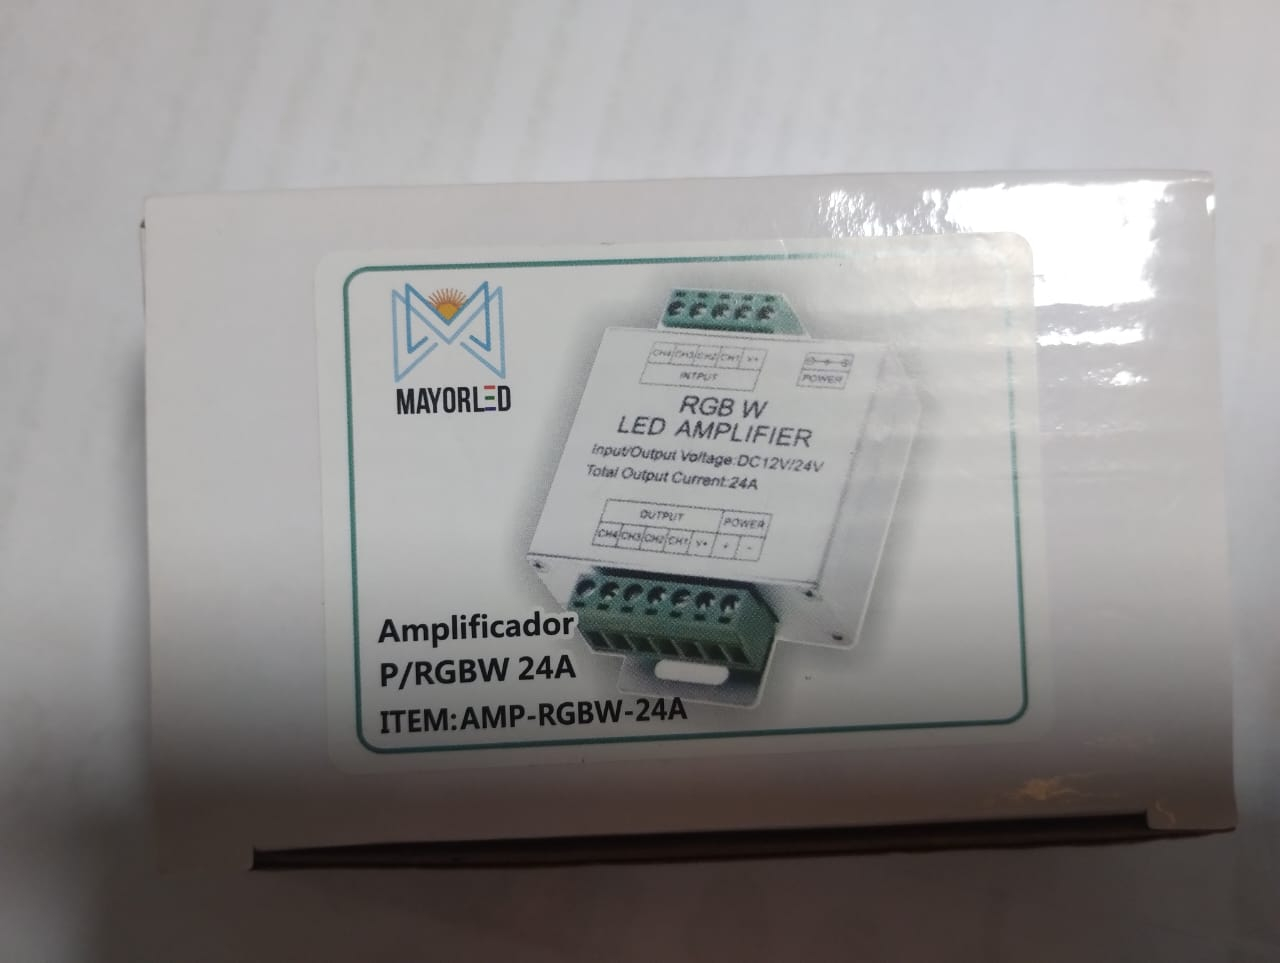 MAYORLED
CH4 CH3 CH2 CH1 V+
INTPUT
POWER
RGB W
LED AMPLIFIER
Input/Output Voltage:DC12V/24V
Total Output Current:24A
OUTPUT POWER
CH4 CH3 CH2 CH1 V+ + -
Amplificador
P/RGBW 24A
ITEM:AMP-RGBW-24A